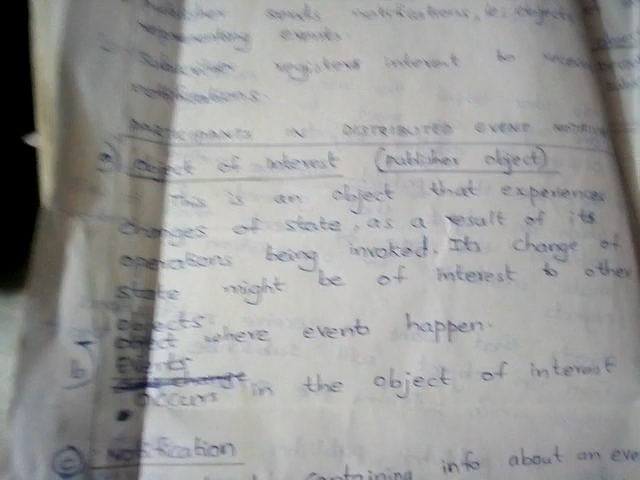 Publisher sends notifications, ie; objects
representing events.
Subscriber registers interest to receive
notifications.
PARTICIPANTS IN DISTRIBUTED EVENT
a) Object of interest (publisher object)
This is an object that experiences
changes of state, as a result of its
operations being invoked. Its change of
state might be of interest to other
objects
object where event happen.
b) events
occurs in the object of interest
c) Notification
containing info about an eve